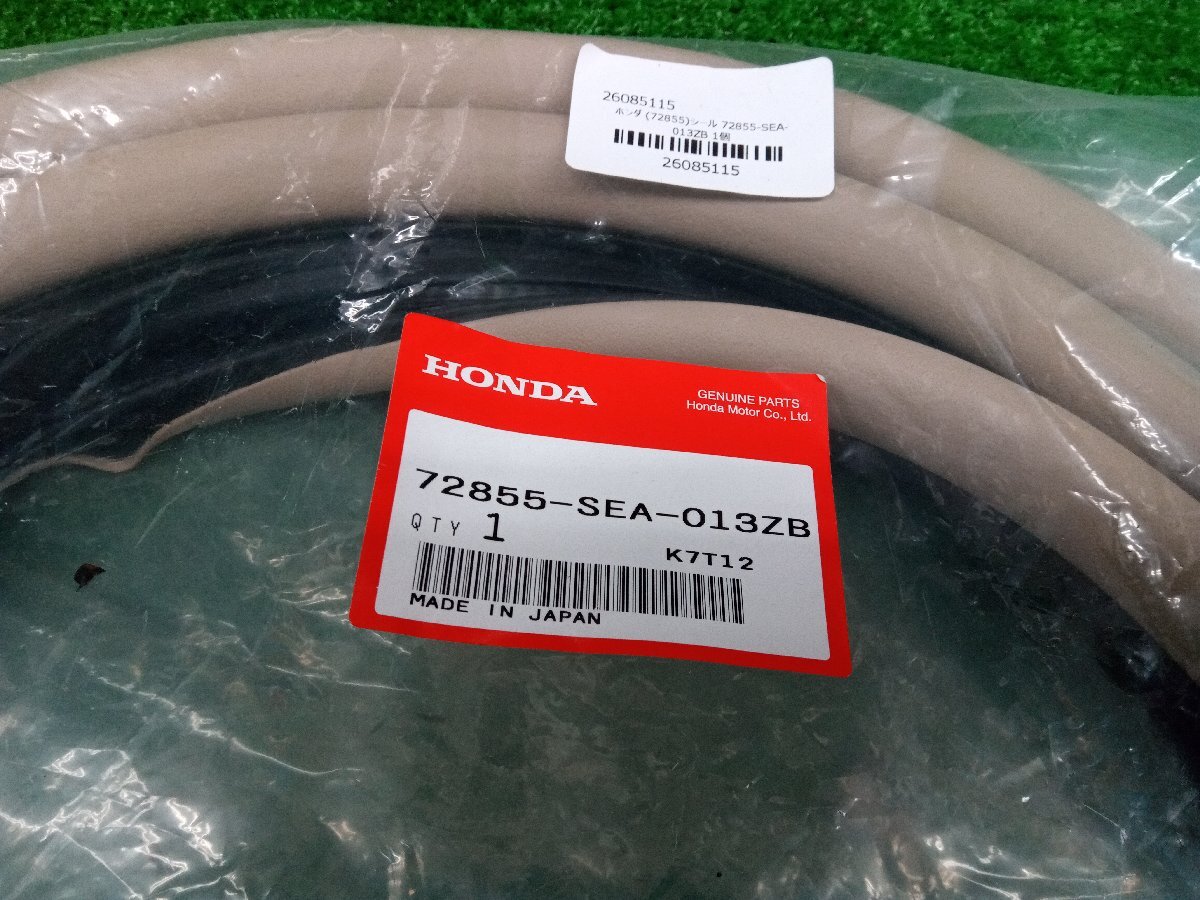 26085115
ホンダ (72855)シール 72855-SEA-
013ZB 1個
26085115
HONDA
GENUINE PARTS
Honda Motor Co., Ltd.
72855-SEA-013ZB
QTY 1
K7T12
MADE IN JAPAN